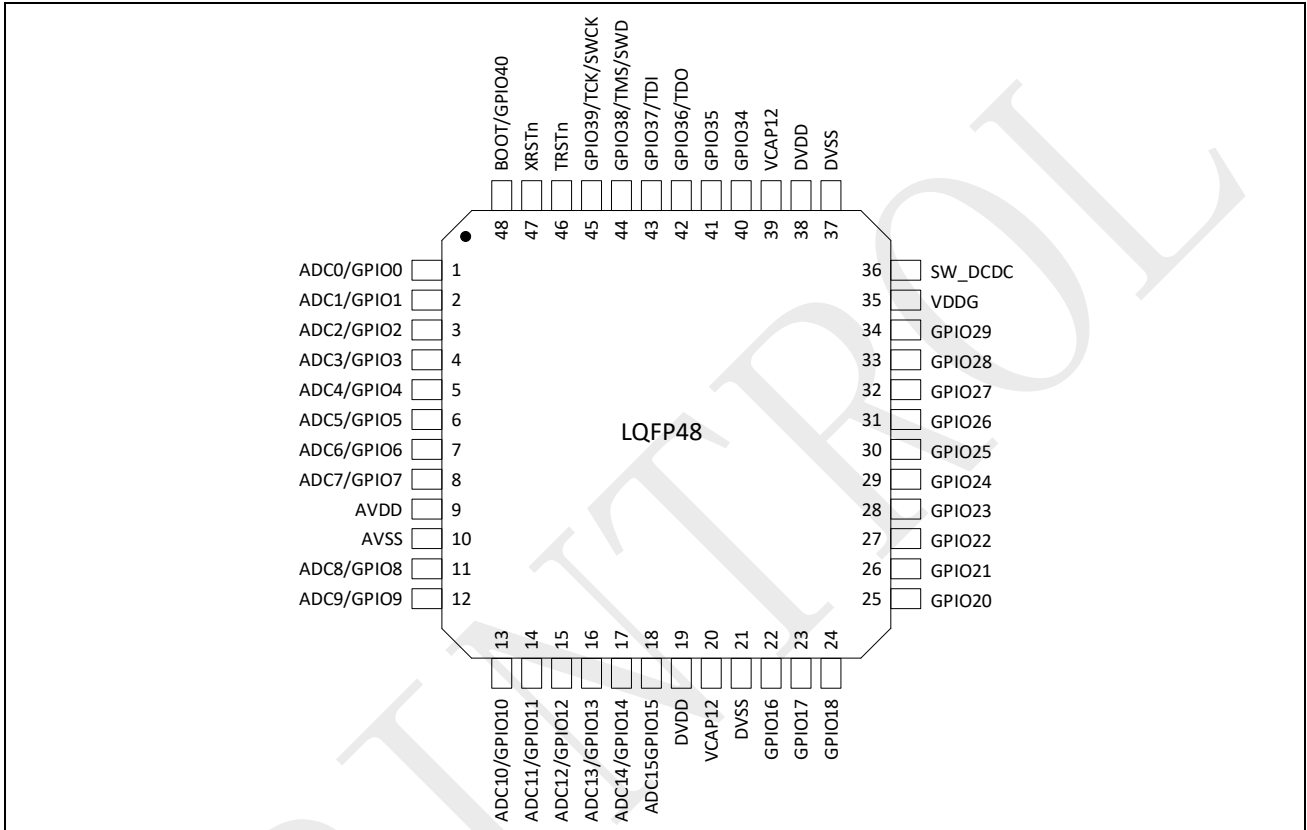 BOOT/GPIO40
XRSTn
TRSTn
GPIO39/TCK/SWCK
GPIO38/TMS/SWD
GPIO37/TDI
GPIO36/TDO
GPIO35
GPIO34
VCAP12
DVDD
DVSS
48
47
46
45
44
43
42
41
40
39
38
37
ADC0/GPIO0 1
ADC1/GPIO1 2
ADC2/GPIO2 3
ADC3/GPIO3 4
ADC4/GPIO4 5
ADC5/GPIO5 6
ADC6/GPIO6 7
ADC7/GPIO7 8
AVDD 9
AVSS 10
ADC8/GPIO8 11
ADC9/GPIO9 12
LQFP48
36 SW_DCDC
35 VDDG
34 GPIO29
33 GPIO28
32 GPIO27
31 GPIO26
30 GPIO25
29 GPIO24
28 GPIO23
27 GPIO22
26 GPIO21
25 GPIO20
13
14
15
16
17
18
19
20
21
22
23
24
ADC10/GPIO10
ADC11/GPIO11
ADC12/GPIO12
ADC13/GPIO13
ADC14/GPIO14
ADC15GPIO15
DVDD
VCAP12
DVSS
GPIO16
GPIO17
GPIO18
NTROL